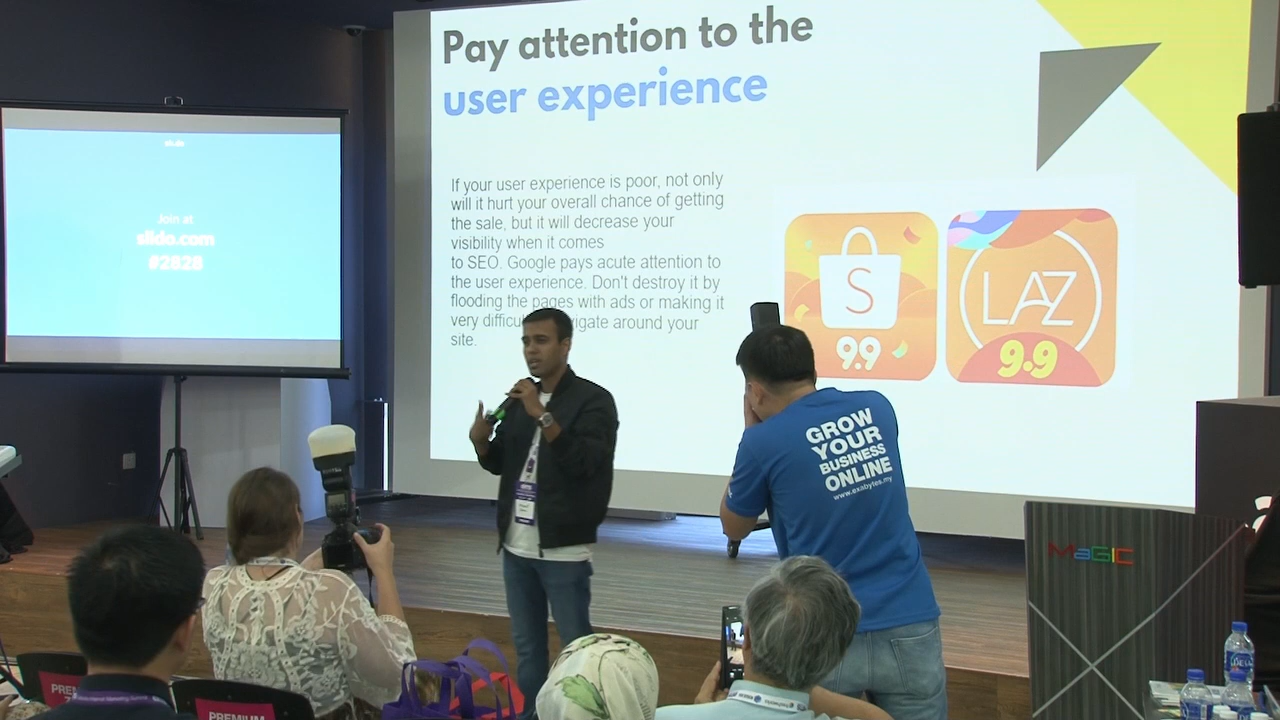 Pay attention to the
user experience
If your user experience is poor, not only
will it hurt your overall chance of getting
the sale, but it will decrease your
visibility when it comes
to SEO. Google pays acute attention to
the user experience. Don't destroy it by
flooding the pages with ads or making it
very
around your
site.
S
9.9
LAZ
9.9
sli.do
Join at
slido.com
#2828
GROW
YOUR
BUSINESS
ONLINE
www.exabytes.my
MaGIC
PREMIUM